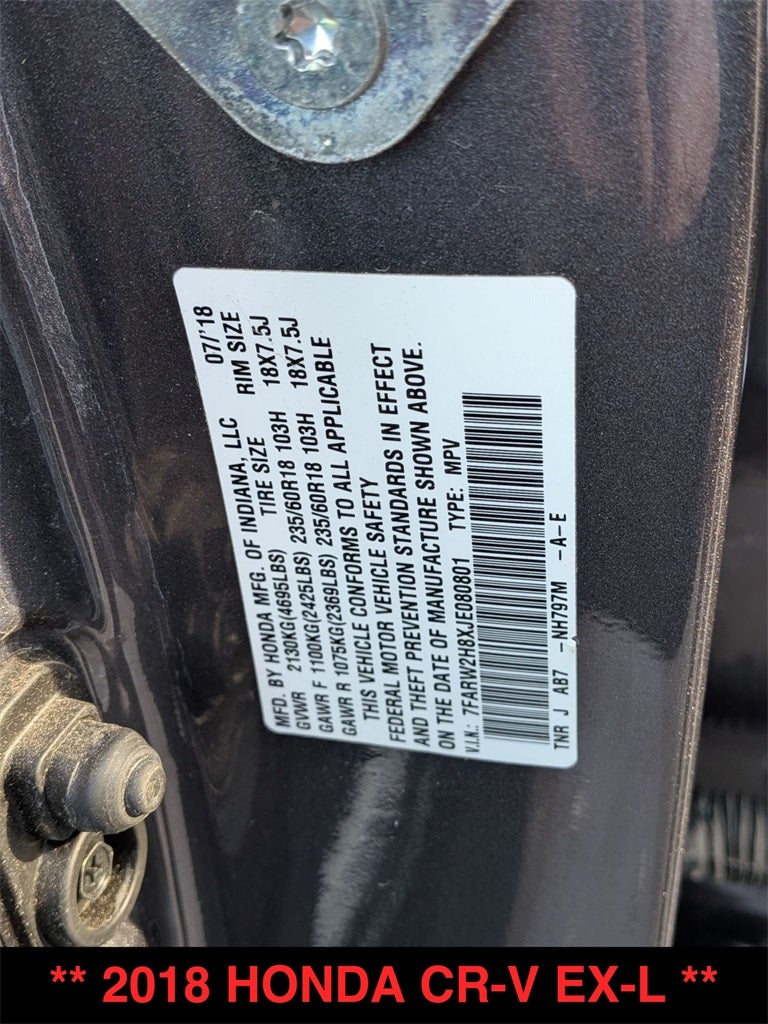 MFD. BY HONDA MFG. OF INDIANA, LLC 07/'18
TIRE SIZE RIM SIZE
GVWR 2130KG(4695LBS)
GAWR F 1100KG(2425LBS) 235/60R18 103H 18X7.5J
GAWR R 1075KG(2369LBS) 235/60R18 103H 18X7.5J
THIS VEHICLE CONFORMS TO ALL APPLICABLE
FEDERAL MOTOR VEHICLE SAFETY
AND THEFT PREVENTION STANDARDS IN EFFECT
ON THE DATE OF MANUFACTURE SHOWN ABOVE.
V.I.N.: 7FARW2H8XJE080801 TYPE: MPV
TNR J AB7 -NH797M -A-E
** 2018 HONDA CR-V EX-L **